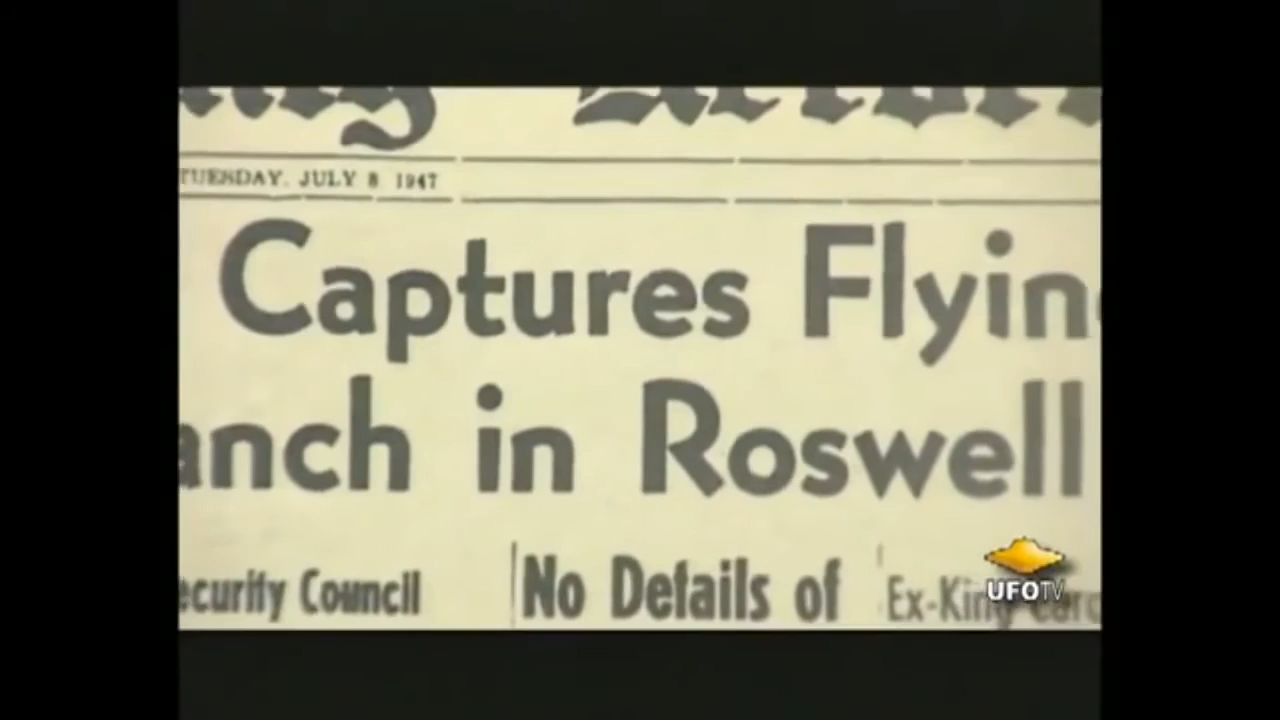 TUESDAY, JULY 8 1947
Captures Flyin
anch in Roswell
ecurity Council
No Details of
Ex-King
UFOTV